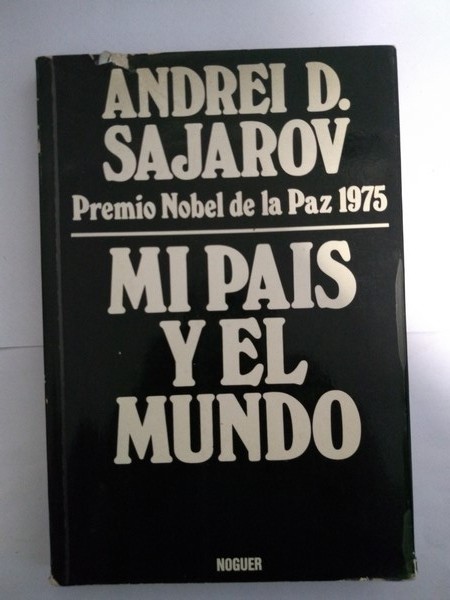 ANDREI D.
SAJAROV
Premio Nobel de la Paz 1975
MI PAIS
Y EL
MUNDO
NOGUER